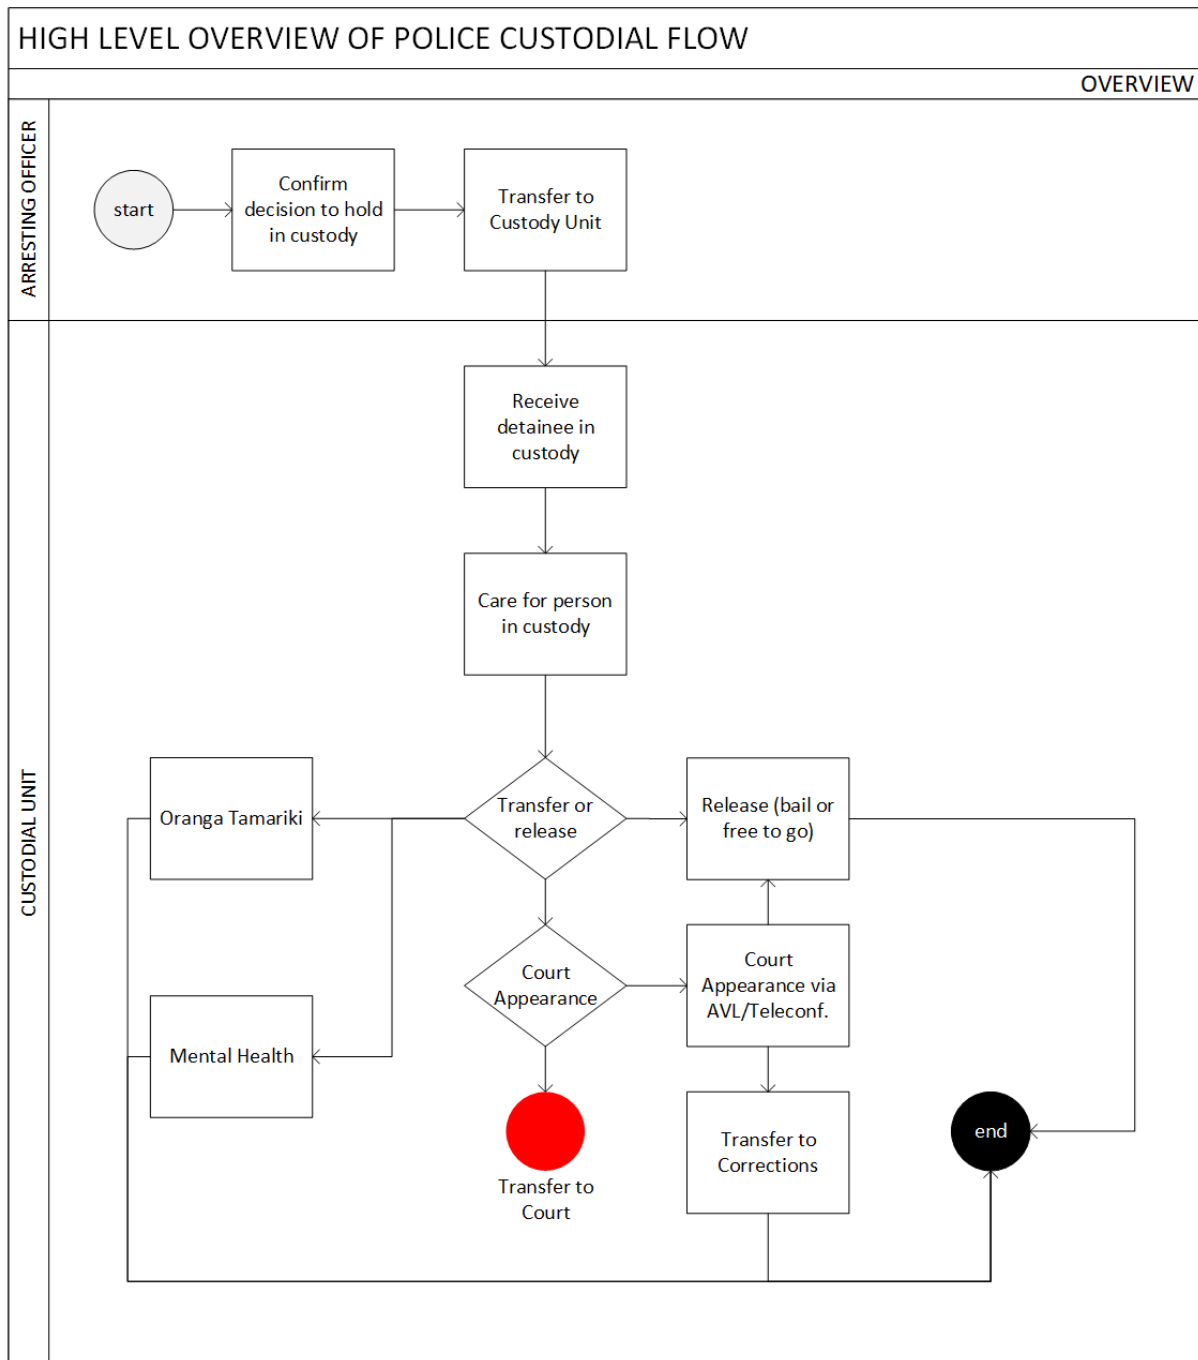 HIGH LEVEL OVERVIEW OF POLICE CUSTODIAL FLOW
OVERVIEW
ARRESTING OFFICER
start
Confirm
decision to hold
in custody
Transfer to
Custody Unit
CUSTODIAL UNIT
Receive
detainee in
custody
Care for person
in custody
Oranga Tamariki
Transfer or
release
Release (bail or
free to go)
Mental Health
Court
Appearance
Court
Appearance via
AVL/Teleconf.
Transfer to
Court
Transfer to
Corrections
end